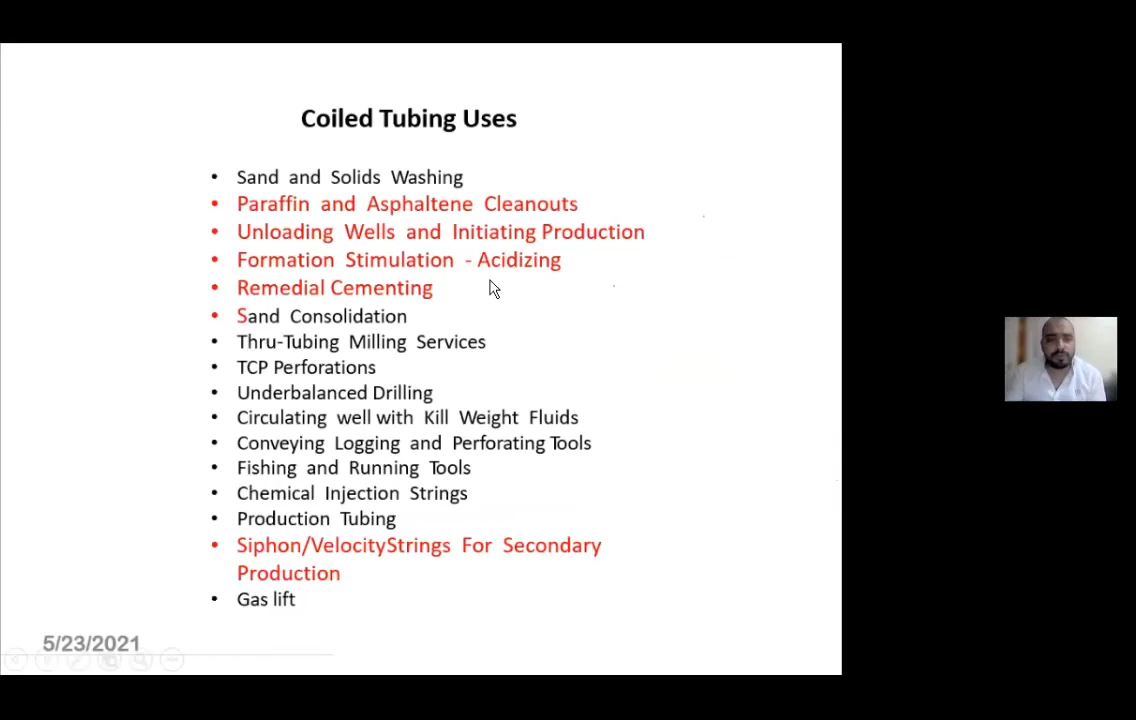 Coiled Tubing Uses
• Sand and Solids Washing
• Paraffin and Asphaltene Cleanouts
• Unloading Wells and Initiating Production
• Formation Stimulation - Acidizing
• Remedial Cementing
• Sand Consolidation
• Thru-Tubing Milling Services
• TCP Perforations
• Underbalanced Drilling
• Circulating well with Kill Weight Fluids
• Conveying Logging and Perforating Tools
• Fishing and Running Tools
• Chemical Injection Strings
• Production Tubing
• Siphon/VelocityStrings For Secondary
Production
• Gas lift
5/23/2021